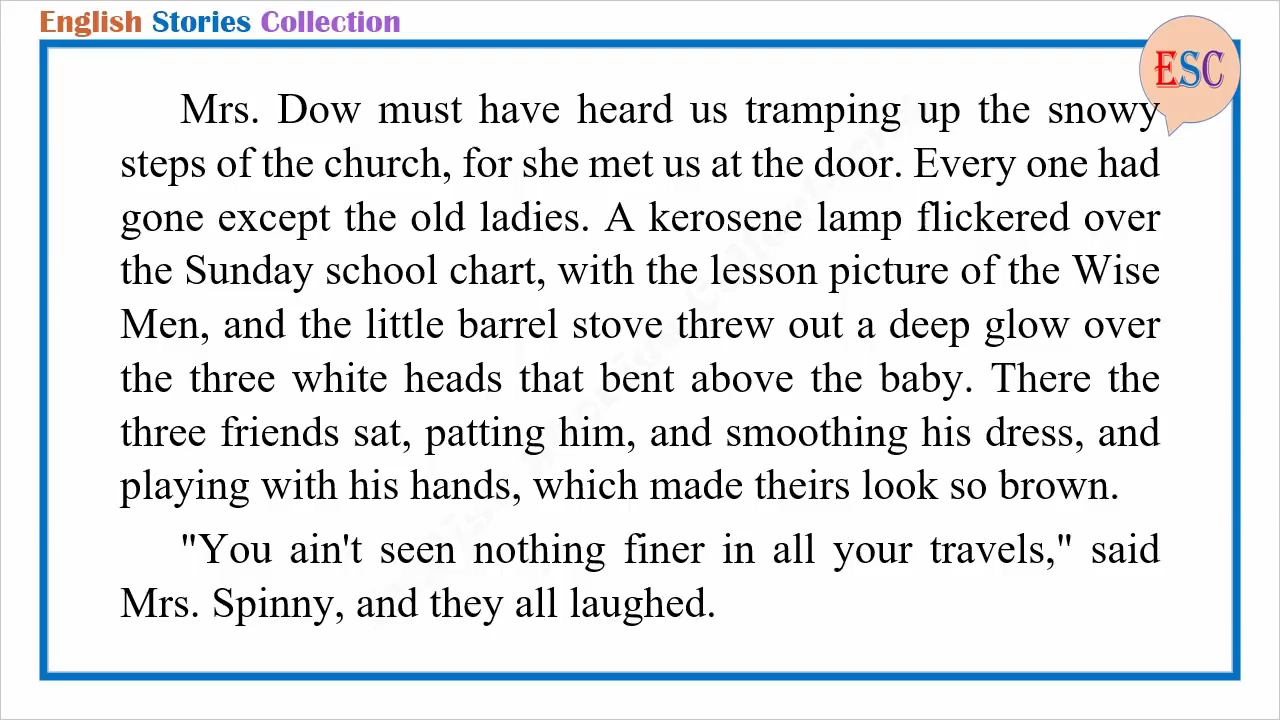 English Stories Collection
ESC
Mrs. Dow must have heard us tramping up the snowy
steps of the church, for she met us at the door. Every one had
gone except the old ladies. A kerosene lamp flickered over
the Sunday school chart, with the lesson picture of the Wise
Men, and the little barrel stove threw out a deep glow over
the three white heads that bent above the baby. There the
three friends sat, patting him, and smoothing his dress, and
playing with his hands, which made theirs look so brown.
"You ain't seen nothing finer in all your travels," said
Mrs. Spinny, and they all laughed.